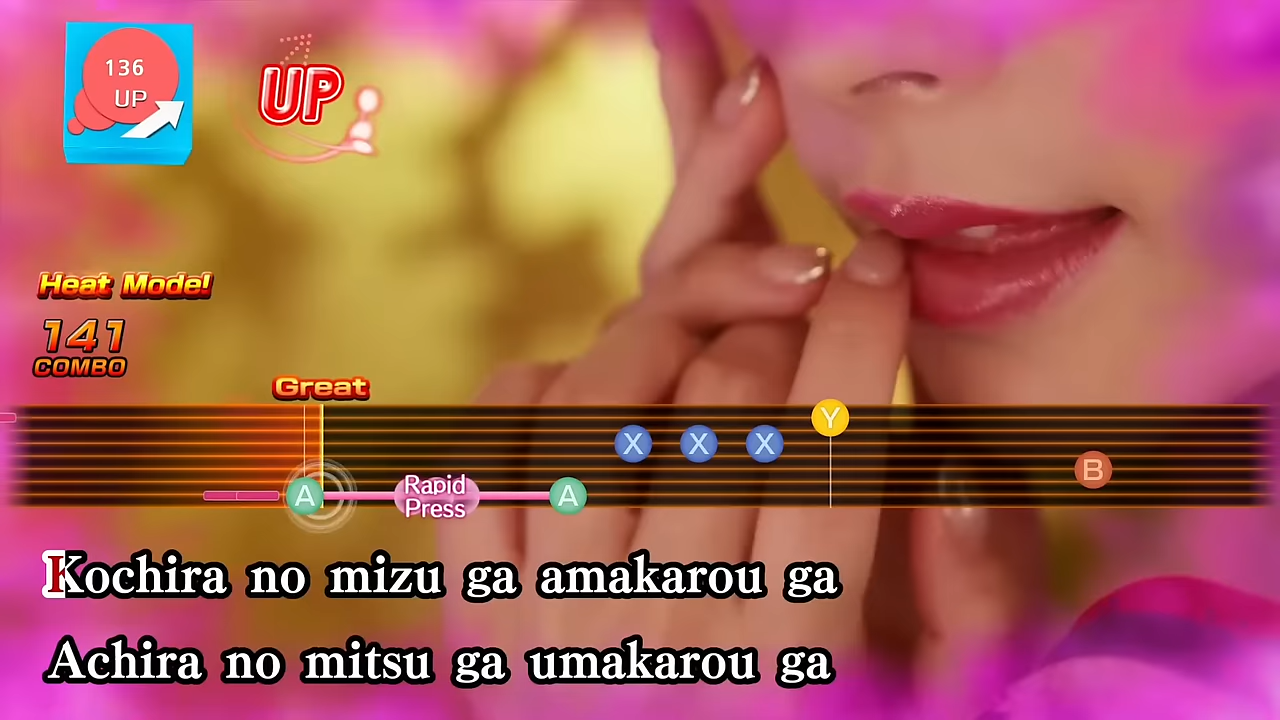 136
UP
UP
Heat Mode!
141
COMBO
Great
Y
X X X
B
A Rapid Press A
Kochira no mizu ga amakarou ga
Achira no mitsu ga umakarou ga